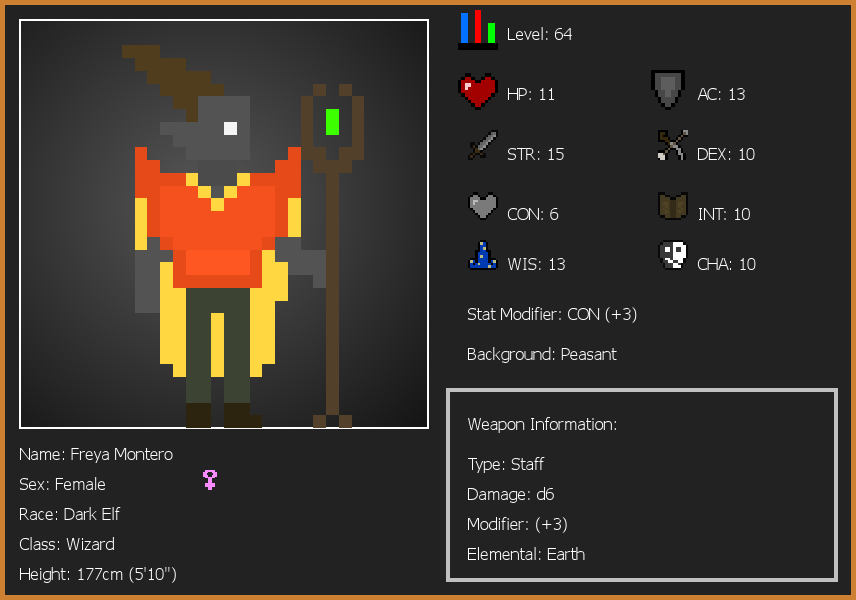 Level: 64
HP: 11
AC: 13
STR: 15
DEX: 10
CON: 6
INT: 10
WIS: 13
CHA: 10
Stat Modifier: CON (+3)
Background: Peasant
Weapon Information:
Type: Staff
Damage: d6
Modifier: (+3)
Elemental: Earth
Name: Freya Montero
Sex: Female
Race: Dark Elf
Class: Wizard
Height: 177cm (5'10")